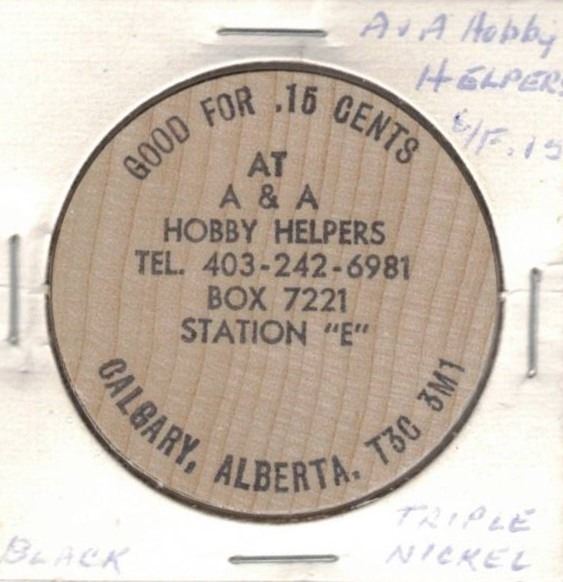 A & A Hobby
HELPERS
G/F .15
GOOD FOR .15 CENTS
AT
A & A
HOBBY HELPERS
TEL. 403-242-6981
BOX 7221
STATION "E"
CALGARY, ALBERTA. T3C 3M1
BLACK
TRIPLE
NICKEL